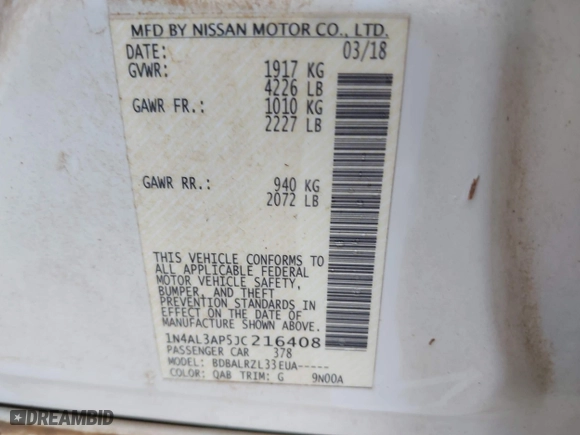 MFD BY NISSAN MOTOR CO., LTD.
DATE: 03/18
GVWR: 1917 KG
4226 LB
GAWR FR.: 1010 KG
2227 LB
GAWR RR.: 940 KG
2072 LB
THIS VEHICLE CONFORMS TO
ALL APPLICABLE FEDERAL
MOTOR VEHICLE SAFETY,
BUMPER, AND THEFT
PREVENTION STANDARDS IN
EFFECT ON THE DATE OF
MANUFACTURE SHOWN ABOVE.
1N4AL3AP5JC216408
PASSENGER CAR 378
MODEL: BDBALRZL33EUA-----
COLOR: QAB TRIM: G 9N00A
AUTOBIDMASTER